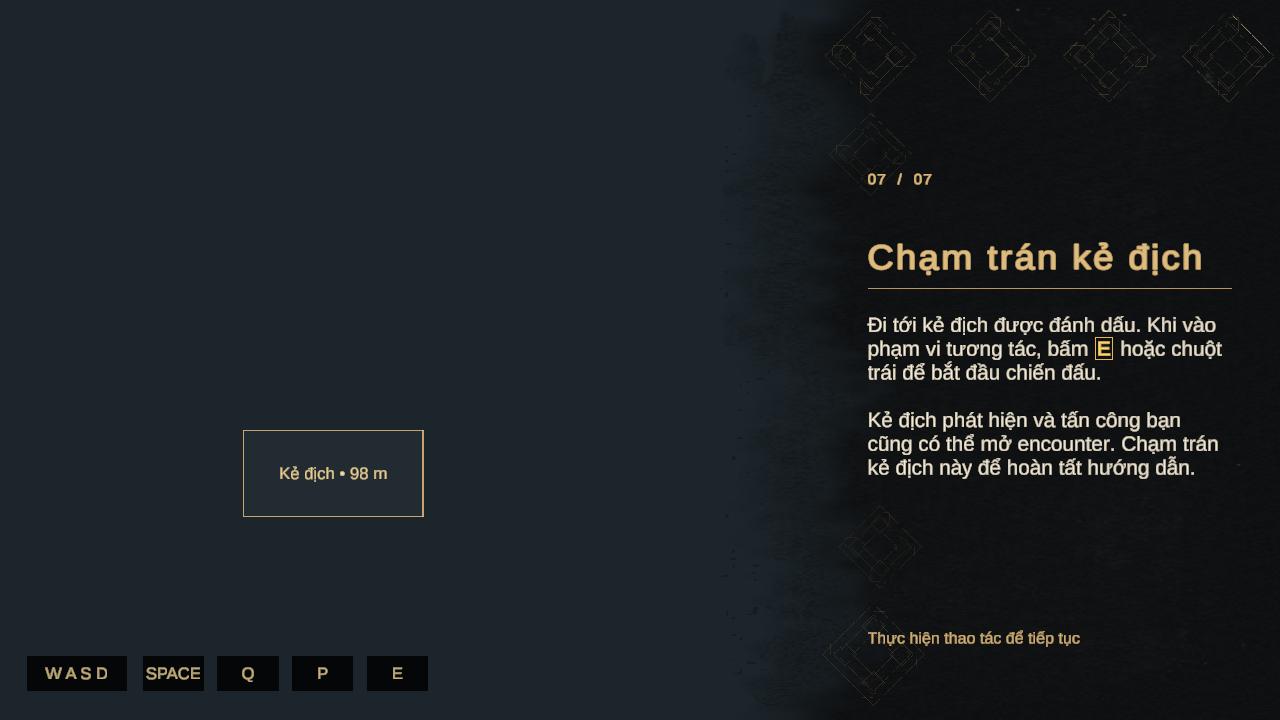 07 / 07
Chạm trán kẻ địch
Đi tới kẻ địch được đánh dấu. Khi vào
phạm vi tương tác, bấm E hoặc chuột
trái để bắt đầu chiến đấu.
Kẻ địch phát hiện và tấn công bạn
cũng có thể mở encounter. Chạm trán
kẻ địch này để hoàn tất hướng dẫn.
Kẻ địch • 98 m
Thực hiện thao tác để tiếp tục
WASD SPACE Q P E